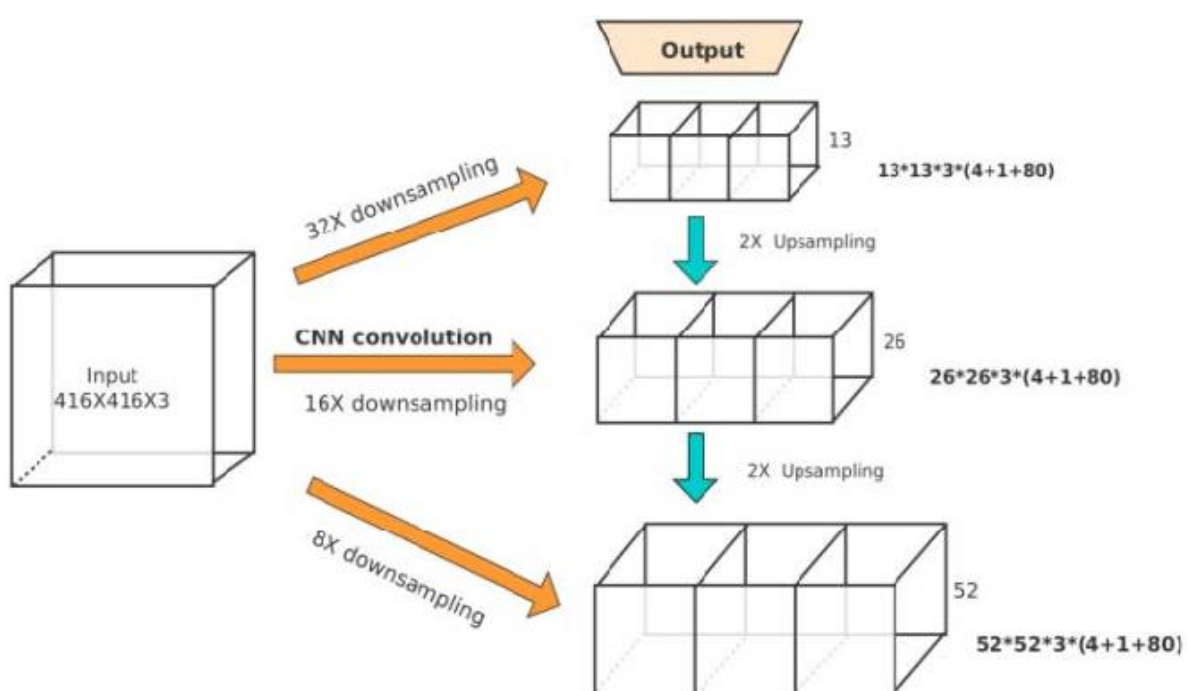 Output
13
13*13*3*(4+1+80)
32X downsampling
2X Upsampling
CNN convolution
26
Input
416X416X3
26*26*3*(4+1+80)
16X downsampling
2X Upsampling
8X downsampling
52
52*52*3*(4+1+80)